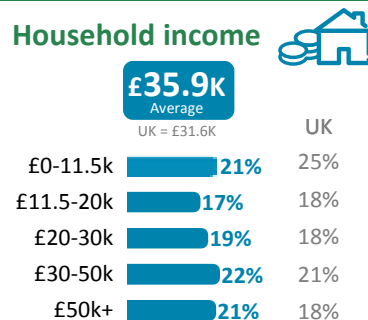 Household income
£35.9K
Average
UK = £31.6K
UK
£0-11.5k 21% 25%
£11.5-20k 17% 18%
£20-30k 19% 18%
£30-50k 22% 21%
£50k+ 21% 18%